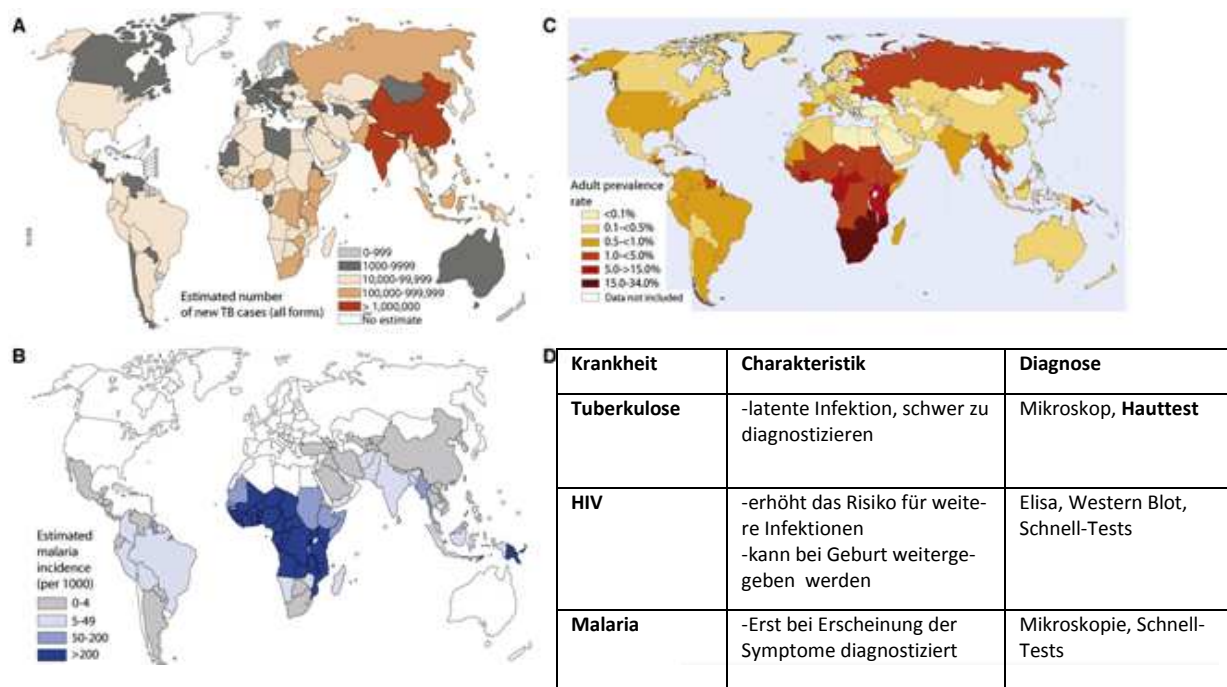 A
Estimated number
of new TB cases (all forms)
0-999
1000-9999
10,000-99,999
100,000-999,999
> 1,000,000
No estimate
C
Adult prevalence
rate
<0.1%
0.1-<0.5%
0.5-<1.0%
1.0-<5.0%
5.0->15.0%
15.0-34.0%
Data not included
B
Estimated
malaria
incidence
(per 1000)
0-4
5-49
50-200
>200
D
Krankheit Charakteristik Diagnose
Tuberkulose -latente Infektion, schwer zu Mikroskop, Hauttest
diagnostizieren
HIV -erhöht das Risiko für weite- Elisa, Western Blot,
re Infektionen Schnell-Tests
-kann bei Geburt weiterge-
geben werden
Malaria -Erst bei Erscheinung der Mikroskopie, Schnell-
Symptome diagnostiziert Tests